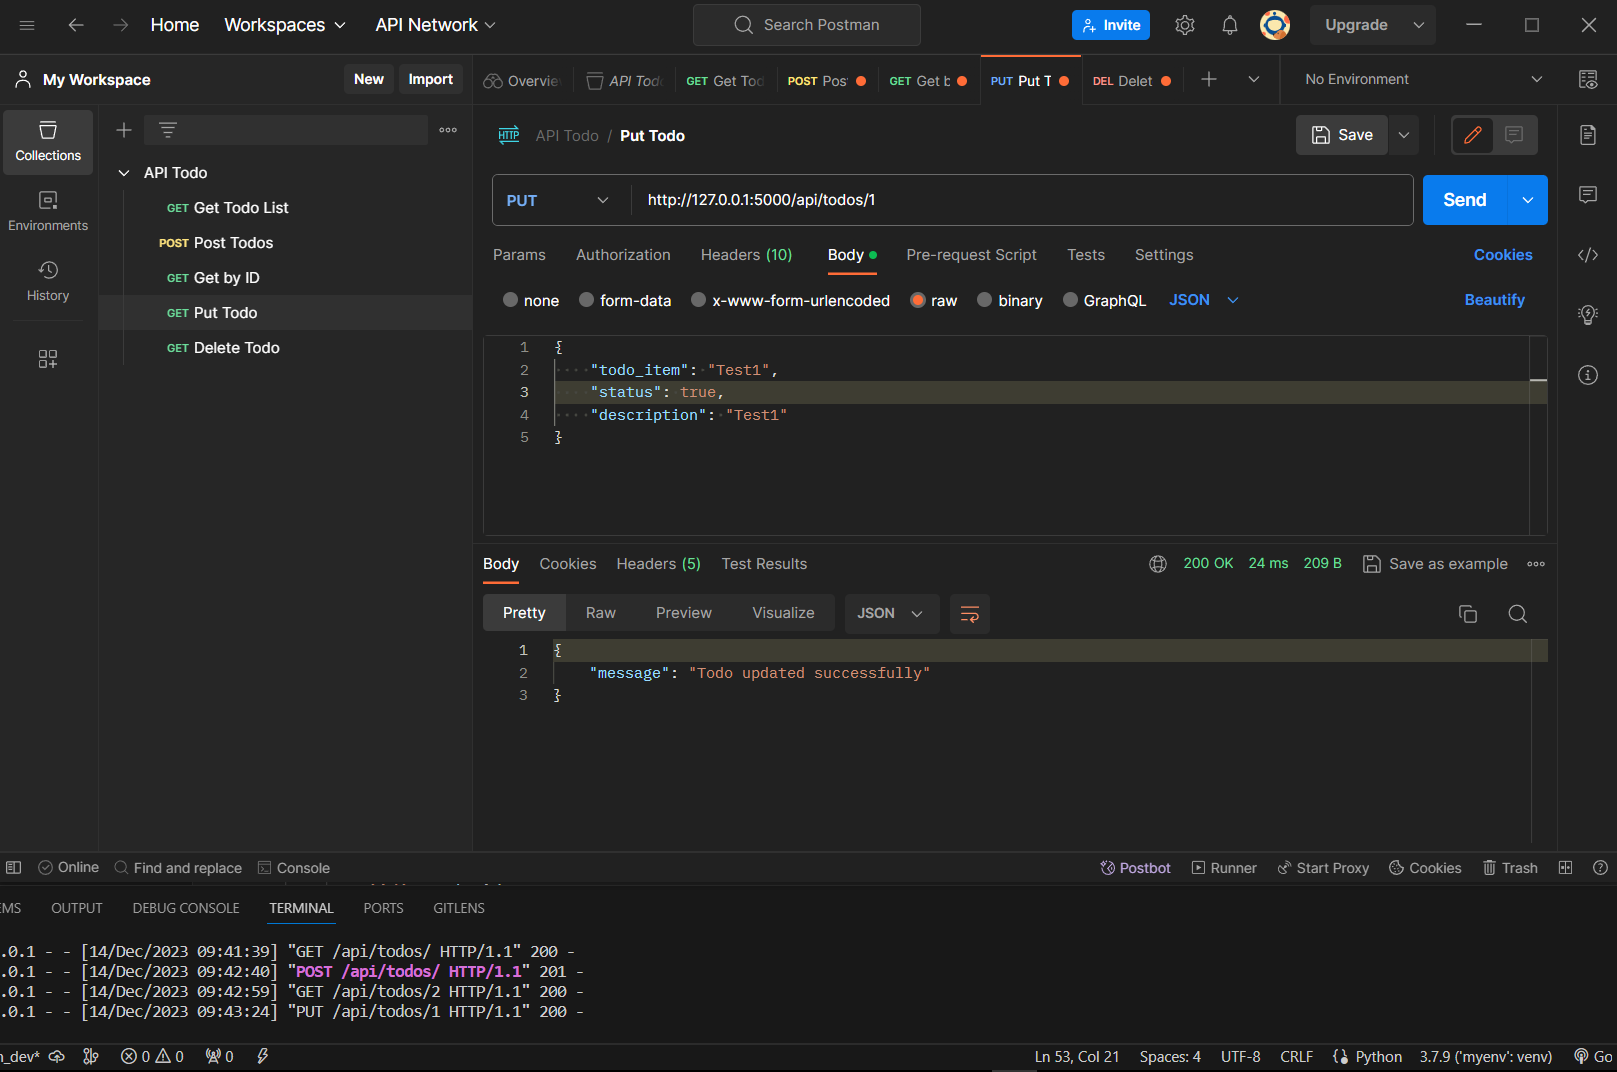 Home Workspaces API Network Search Postman Invite Upgrade
My Workspace New Import Overvie API Tod GET Get Tod POST Pos GET Get b PUT Put T DEL Delet No Environment
Collections
Environments
History
API Todo
GET Get Todo List
POST Post Todos
GET Get by ID
GET Put Todo
GET Delete Todo
HTTP API Todo / Put Todo Save
PUT http://127.0.0.1:5000/api/todos/1 Send
Params Authorization Headers (10) Body Pre-request Script Tests Settings Cookies
none form-data x-www-form-urlencoded raw binary GraphQL JSON Beautify
1 {
2 "todo_item": "Test1",
3 "status": true,
4 "description": "Test1"
5 }
Body Cookies Headers (5) Test Results 200 OK 24 ms 209 B Save as example
Pretty Raw Preview Visualize JSON
1 {
2 "message": "Todo updated successfully"
3 }
Online Find and replace Console Postbot Runner Start Proxy Cookies Trash
EMS OUTPUT DEBUG CONSOLE TERMINAL PORTS GITLENS
.0.1 - - [14/Dec/2023 09:41:39] "GET /api/todos/ HTTP/1.1" 200 -
.0.1 - - [14/Dec/2023 09:42:40] "POST /api/todos/ HTTP/1.1" 201 -
.0.1 - - [14/Dec/2023 09:42:59] "GET /api/todos/2 HTTP/1.1" 200 -
.0.1 - - [14/Dec/2023 09:43:24] "PUT /api/todos/1 HTTP/1.1" 200 -
_dev* 0 0 0 Ln 53, Col 21 Spaces: 4 UTF-8 CRLF Python 3.7.9 ('myenv': venv) Go